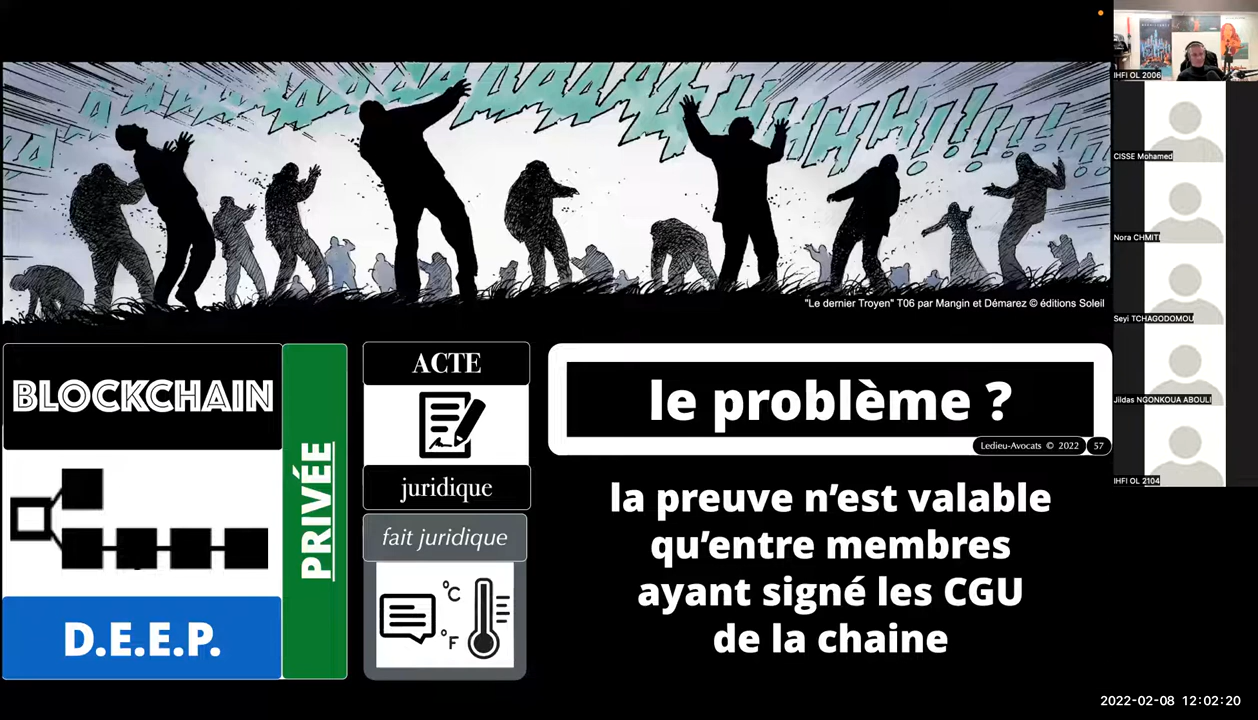 AAAAAAAAAAAHHHH!!!!!!
"Le dernier Troyen" T06 par Mangin et Démarez © éditions Soleil
BLOCKCHAIN
PRIVÉE
D.E.E.P.
ACTE
juridique
fait juridique
°C
°F
le problème ?
Ledieu-Avocats © 2022 57
la preuve n’est valable
qu’entre membres
ayant signé les CGU
de la chaine
IHFI OL 2006
CISSE Mohamed
Nora CHMITI
Seyi TCHAGODOMOU
Jildas NGONKOUA ABOULI
IHFI OL 2104
2022-02-08 12:02:20